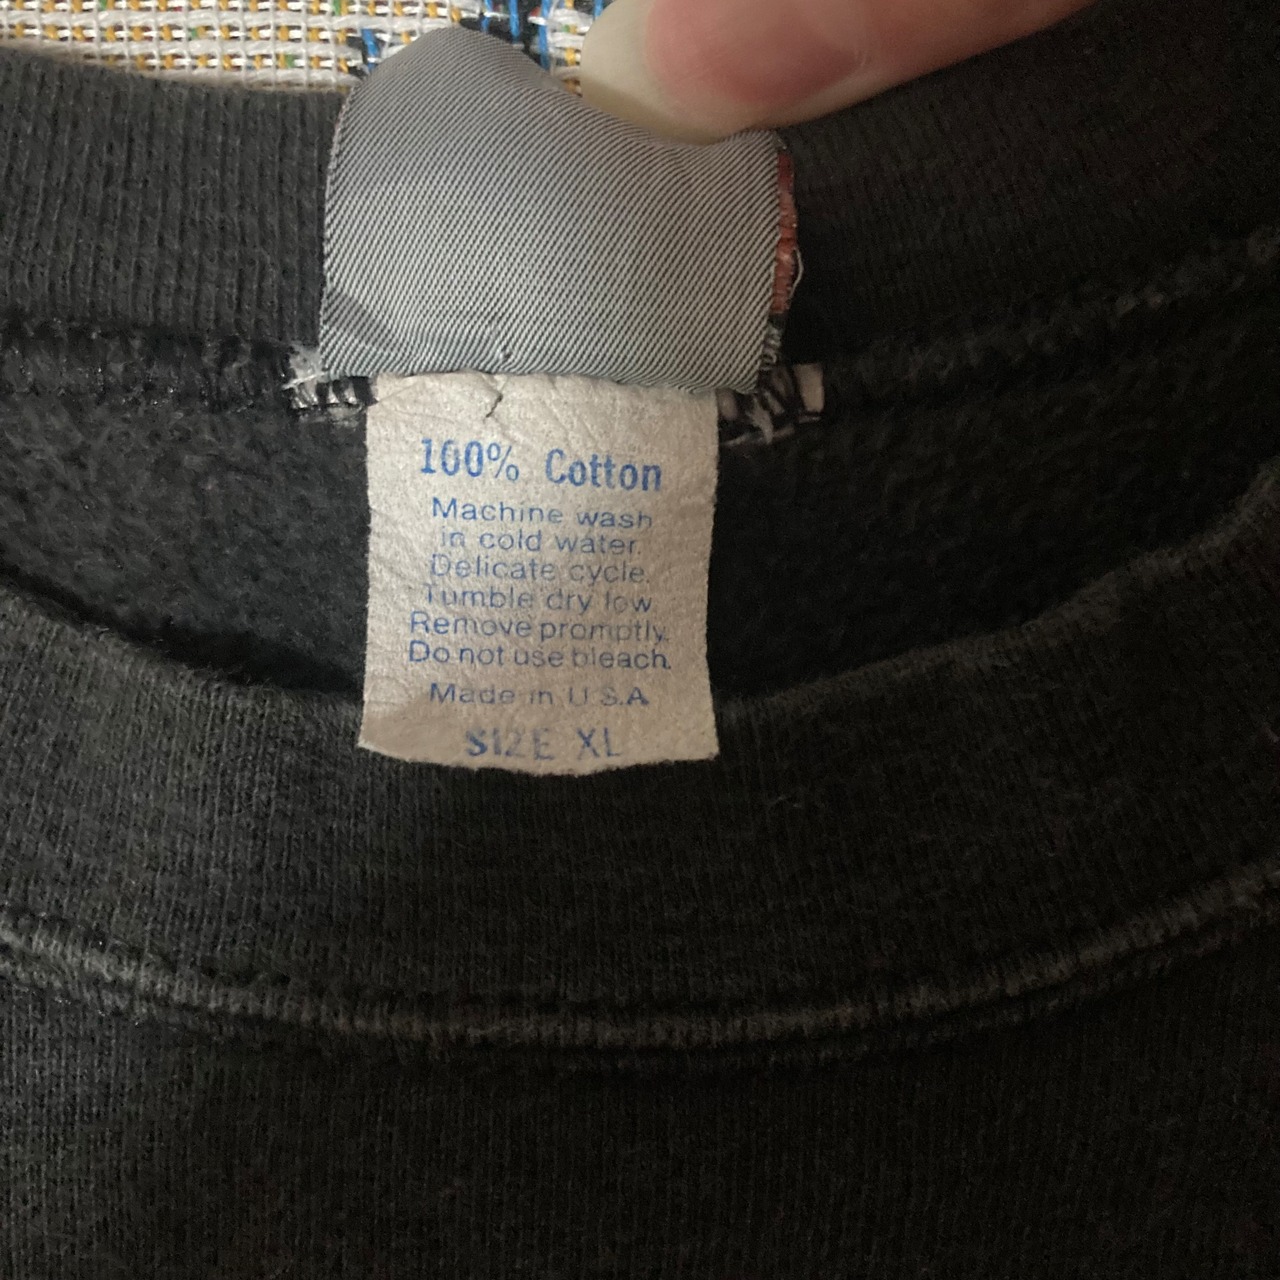 100% Cotton
Machine wash
in cold water.
Delicate cycle.
Tumble dry low.
Remove promptly.
Do not use bleach.
Made in U.S.A
SIZE XL